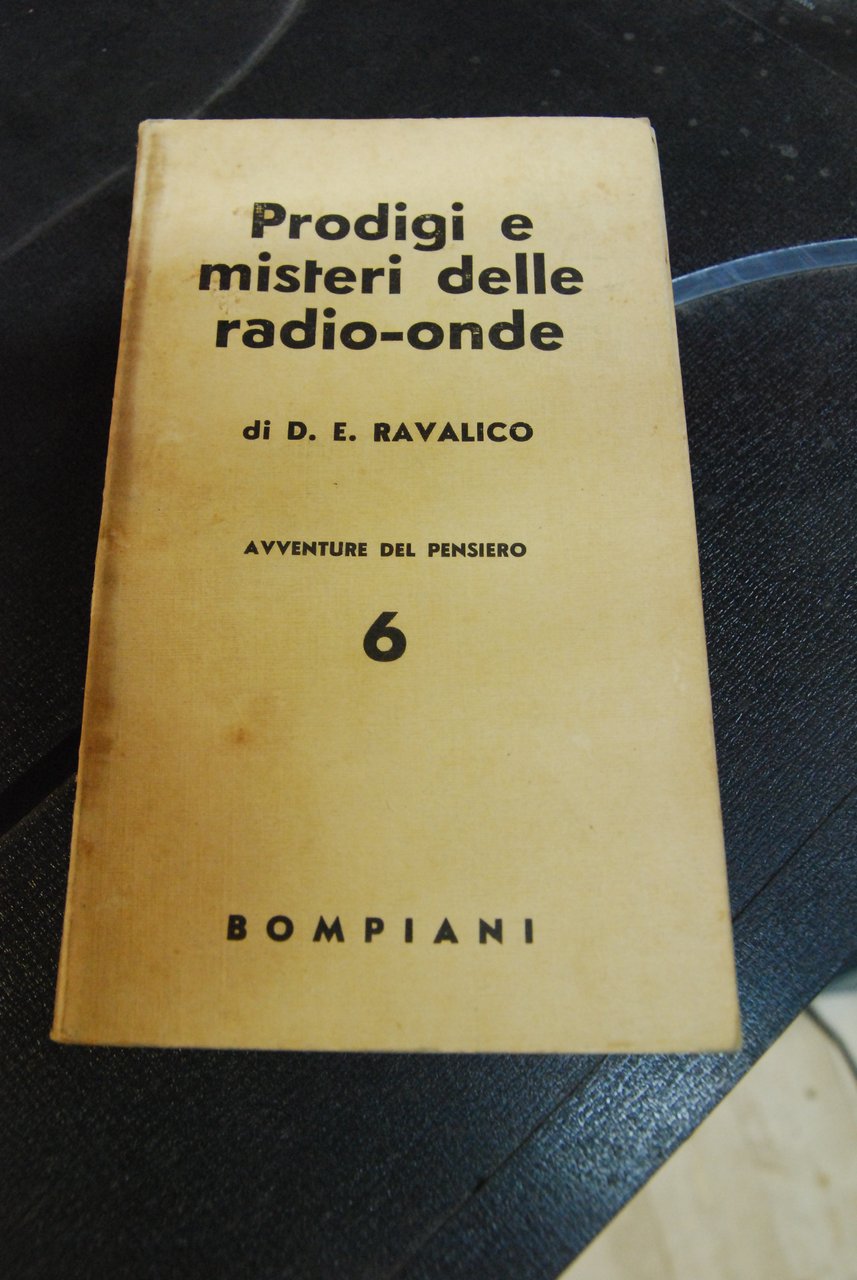 Prodigi e
misteri delle
radio-onde
di D. E. RAVALICO
AVVENTURE DEL PENSIERO
6
BOMPIANI